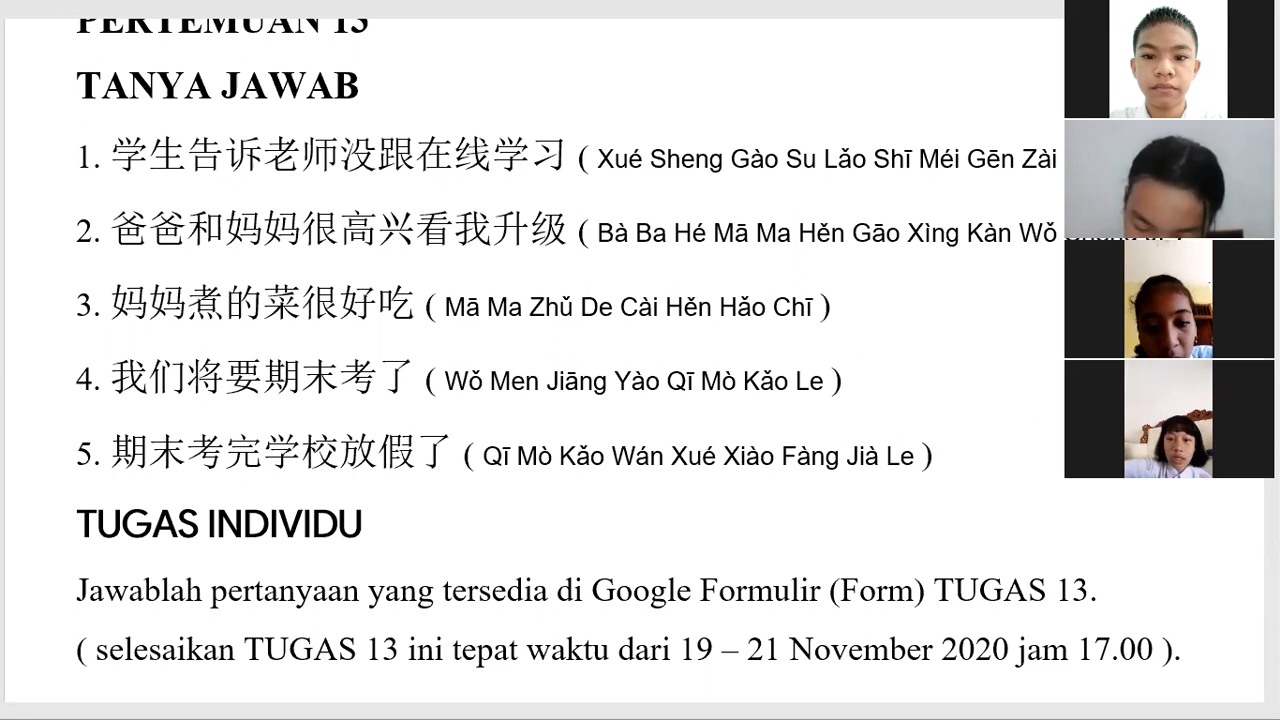 PERTEMUAN 13
TANYA JAWAB
1. 学生告诉老师没跟在线学习 ( Xué Sheng Gào Su Lǎo Shī Méi Gēn Zài
2. 爸爸和妈妈很高兴看我升级 ( Bà Ba Hé Mā Ma Hěn Gāo Xìng Kàn Wǒ
3. 妈妈煮的菜很好吃 ( Mā Ma Zhǔ De Cài Hěn Hǎo Chī )
4. 我们将要期末考了 ( Wǒ Men Jiāng Yào Qī Mò Kǎo Le )
5. 期末考完学校放假了 ( Qī Mò Kǎo Wán Xué Xiào Fàng Jià Le )
TUGAS INDIVIDU
Jawablah pertanyaan yang tersedia di Google Formulir (Form) TUGAS 13.
( selesaikan TUGAS 13 ini tepat waktu dari 19 – 21 November 2020 jam 17.00 ).